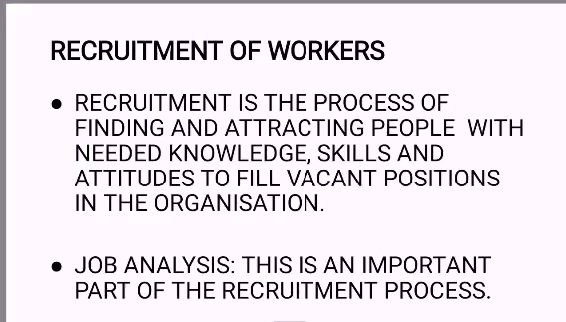 RECRUITMENT OF WORKERS
● RECRUITMENT IS THE PROCESS OF
FINDING AND ATTRACTING PEOPLE WITH
NEEDED KNOWLEDGE, SKILLS AND
ATTITUDES TO FILL VACANT POSITIONS
IN THE ORGANISATION.
● JOB ANALYSIS: THIS IS AN IMPORTANT
PART OF THE RECRUITMENT PROCESS.